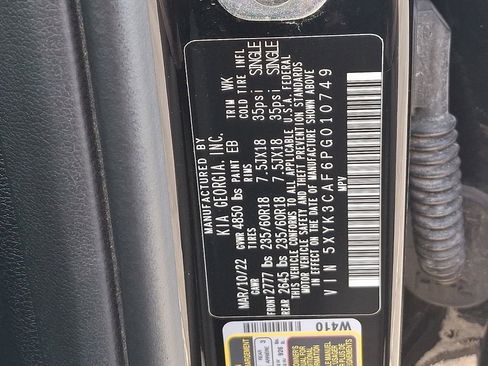 MANUFACTURED BY
KIA GEORGIA, INC.
MAR/10/22 GVWR 4850 lbs PAINT EB TRIM WK
GAWR TIRES RIMS COLD TIRE INFL
FRONT 2777 lbs 235/60R18 7.5JX18 35psi SINGLE
REAR 2645 lbs 235/60R18 7.5JX18 35psi SINGLE
THIS VEHICLE CONFORMS TO ALL APPLICABLE U.S.A. FEDERAL
MOTOR VEHICLE SAFETY AND THEFT PREVENTION STANDARDS
IN EFFECT ON THE DATE OF MANUFACTURE SHOWN ABOVE
VIN 5XYK3CAF6PG010749
MPV
W410
REAR
ARRIERE 3